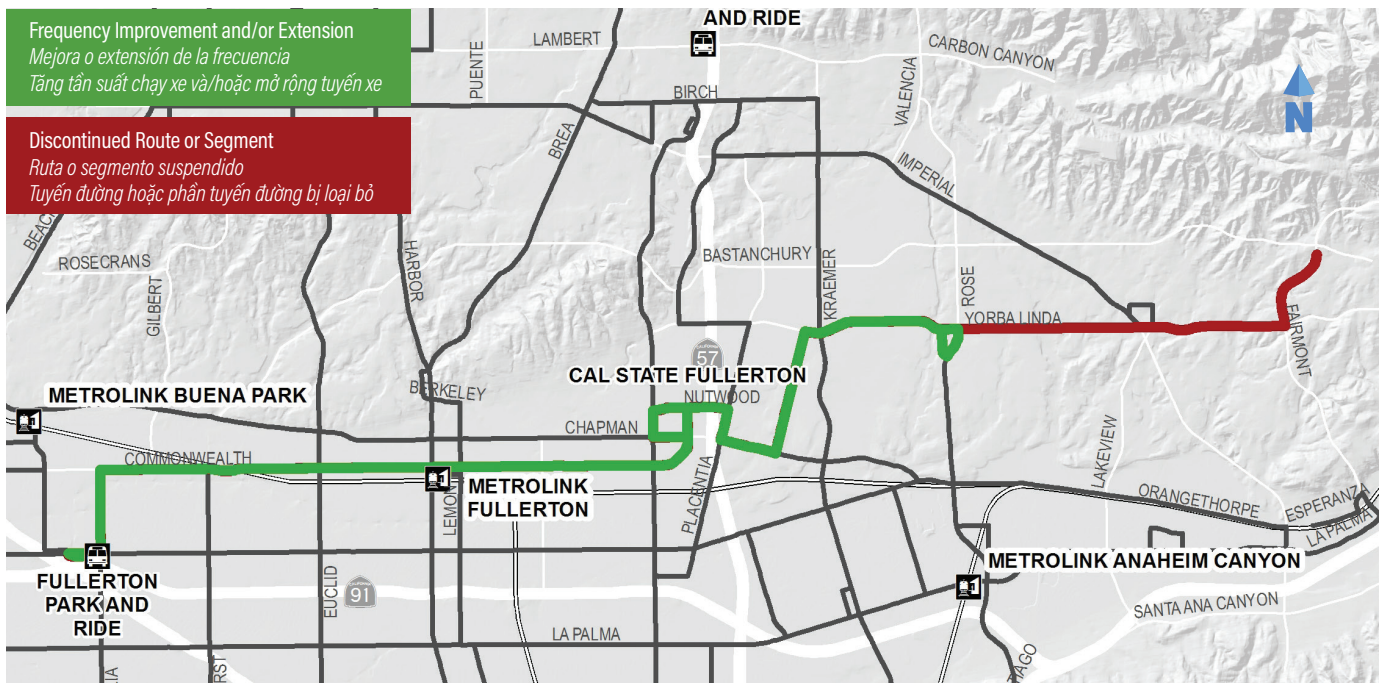 Frequency Improvement and/or Extension
Mejora o extensión de la frecuencia
Tăng tần suất chạy xe và/hoặc mở rộng tuyến xe
Discontinued Route or Segment
Ruta o segmento suspendido
Tuyến đường hoặc phần tuyến đường bị loại bỏ
AND RIDE
LAMBERT
PUENTE
CARBON CANYON
VALENCIA
BIRCH
BREA
N
IMPERIAL
ROSECRANS
HARBOR
BASTANCHURY
GILBERT
KRAEMER
ROSE
YORBA LINDA
FAIRMONT
CALIFORNIA
57
CAL STATE FULLERTON
NUTWOOD
METROLINK BUENA PARK
BERKELEY
CHAPMAN
COMMONWEALTH
LAKEVIEW
METROLINK
FULLERTON
LEMON
PLACENTIA
ORANGETHORPE
ESPERANZA
LA PALMA
METROLINK ANAHEIM CANYON
FULLERTON
PARK AND
RIDE
EUCLID
CALIFORNIA
91
SANTA ANA CANYON
LA PALMA